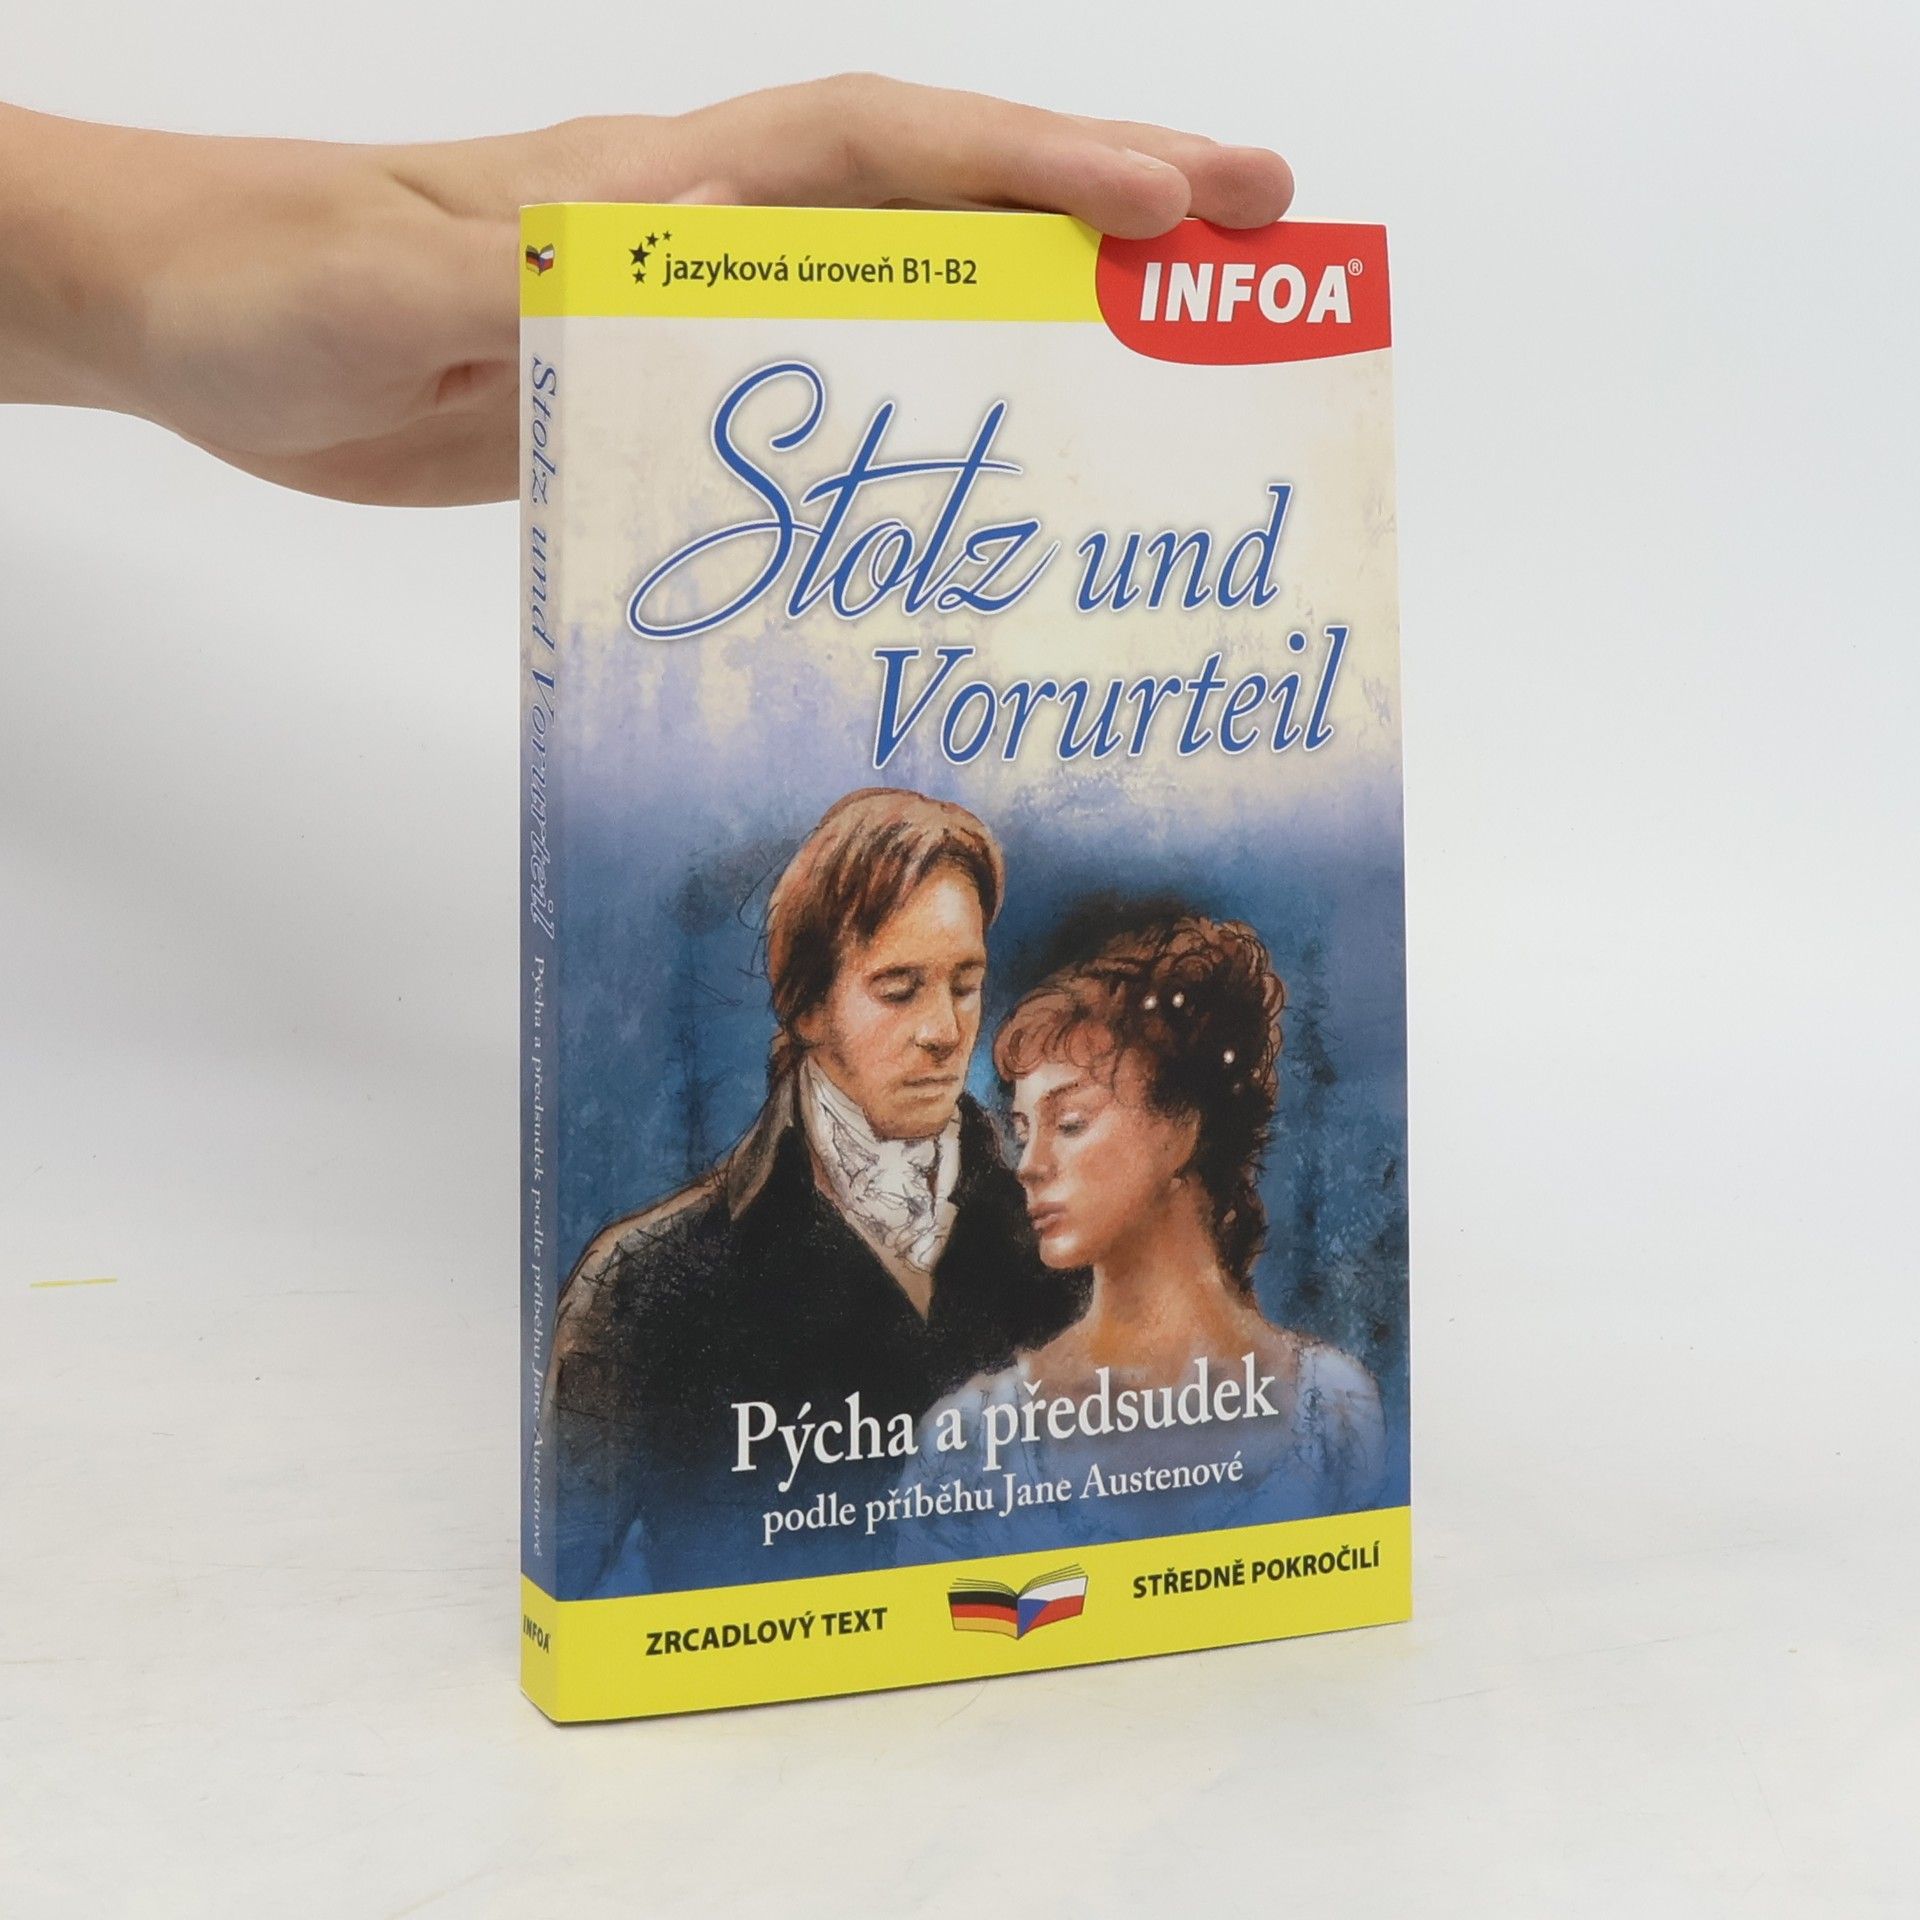 jazyková úroveň B1-B2
INFOA®
Stolz und
Vorurteil
Pýcha a předsudek
podle příběhu Jane Austenové
ZRCADLOVÝ TEXT
STŘEDNĚ POKROČILÍ
Stolz und Vorurteil Pýcha a předsudek podle příběhu Jane Austenové
INFOA®